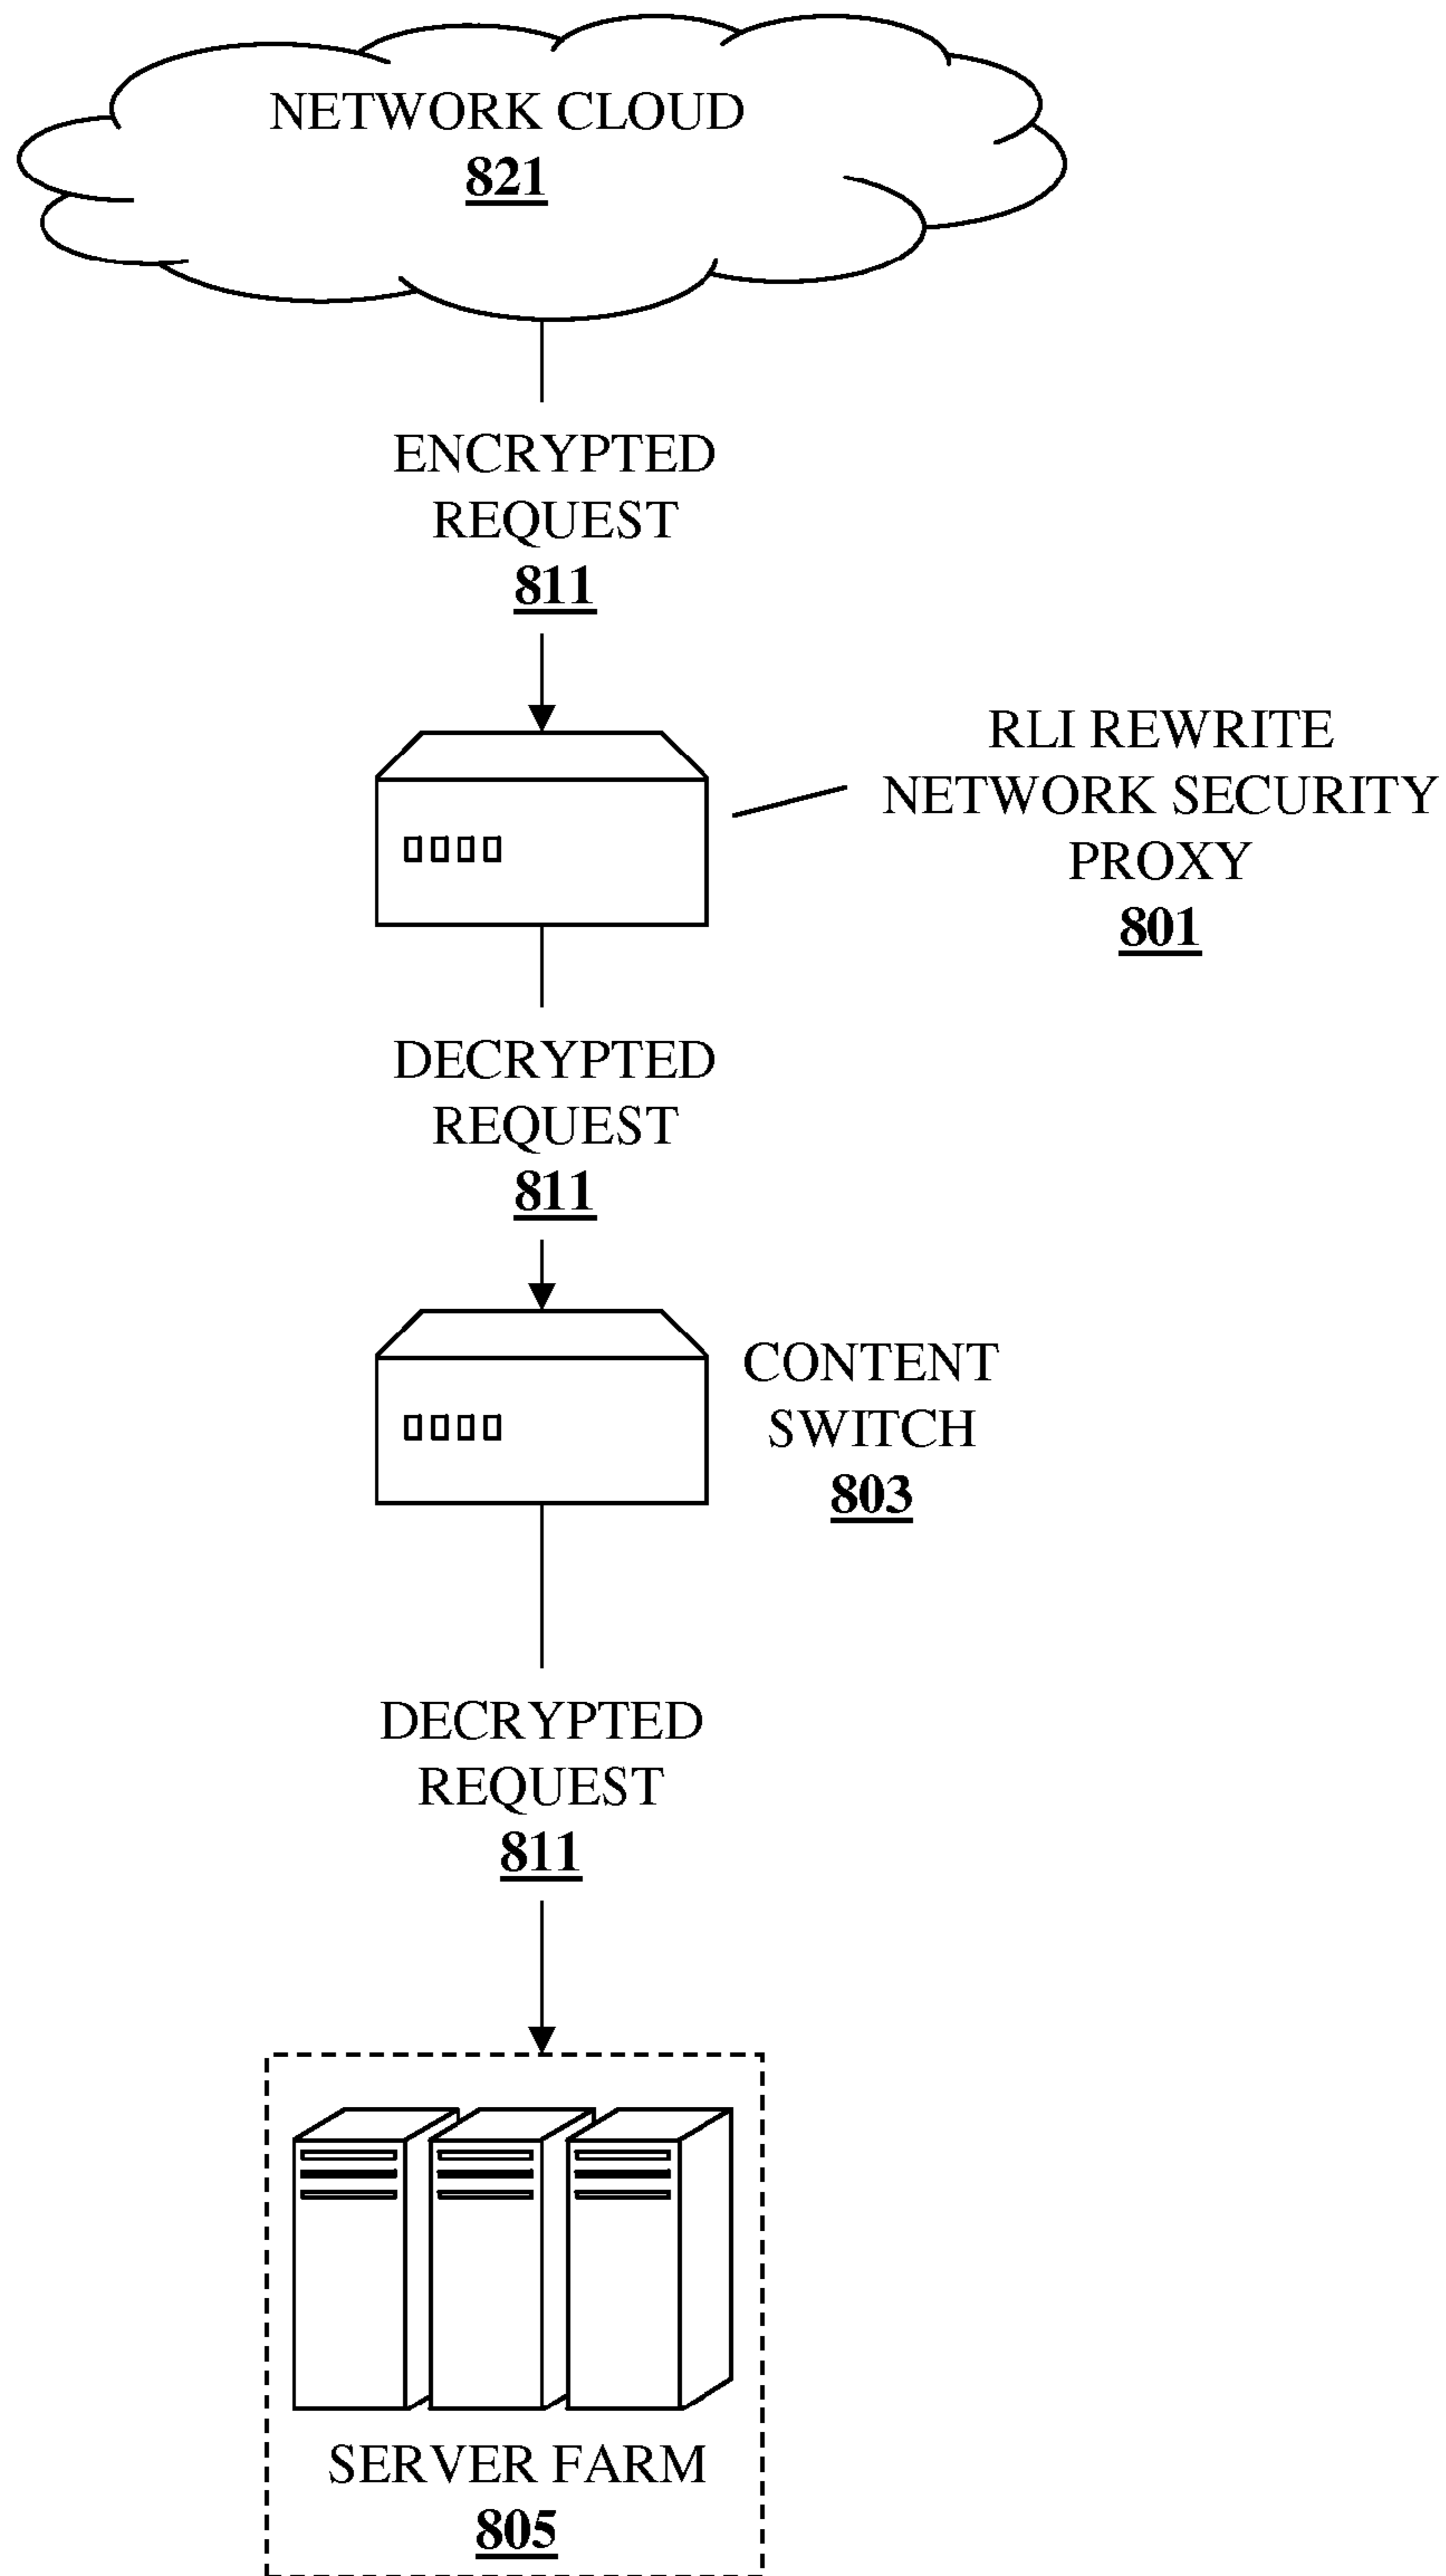 NETWORK CLOUD
821
ENCRYPTED
REQUEST
811
RLI REWRITE
NETWORK SECURITY
PROXY
801
DECRYPTED
REQUEST
811
CONTENT
SWITCH
803
DECRYPTED
REQUEST
811
SERVER FARM
805